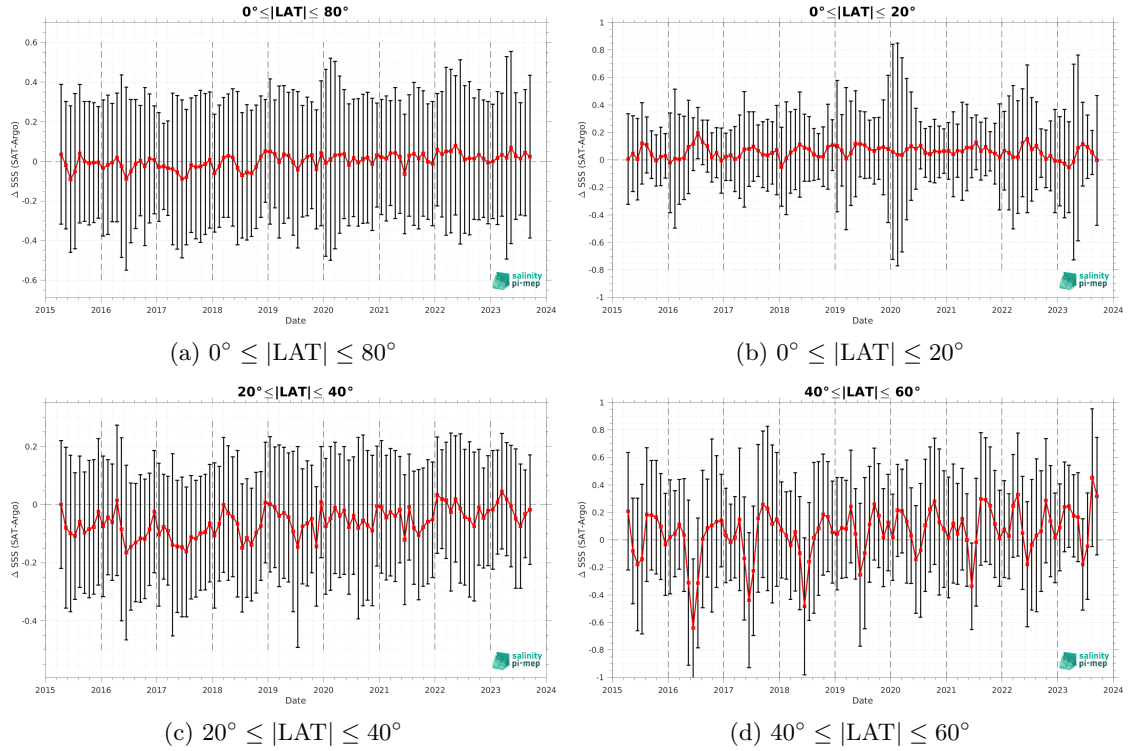 0°≤|LAT|≤ 80°
0.6
0.4
0.2
0
-0.2
-0.4
-0.6
Δ SSS (SAT-Argo)
2015 2016 2017 2018 2019 2020 2021 2022 2023 2024
Date
salinity
pi-mep
(a) 0° ≤ |LAT| ≤ 80°
0°≤|LAT|≤ 20°
1
0.8
0.6
0.4
0.2
0
-0.2
-0.4
-0.6
-0.8
-1
Δ SSS (SAT-Argo)
2015 2016 2017 2018 2019 2020 2021 2022 2023 2024
Date
salinity
pi-mep
(b) 0° ≤ |LAT| ≤ 20°
20°≤|LAT|≤ 40°
0.2
0
-0.2
-0.4
Δ SSS (SAT-Argo)
2015 2016 2017 2018 2019 2020 2021 2022 2023 2024
Date
salinity
pi-mep
(c) 20° ≤ |LAT| ≤ 40°
40°≤|LAT|≤ 60°
1
0.8
0.6
0.4
0.2
0
-0.2
-0.4
-0.6
-0.8
-1
Δ SSS (SAT-Argo)
2015 2016 2017 2018 2019 2020 2021 2022 2023 2024
Date
salinity
pi-mep
(d) 40° ≤ |LAT| ≤ 60°